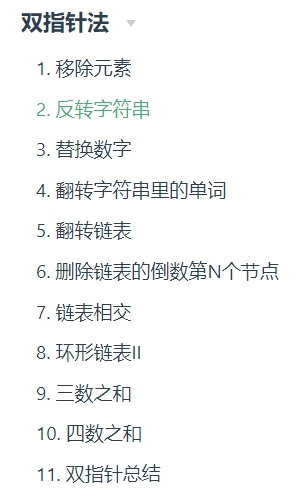 双指针法
1. 移除元素
2. 反转字符串
3. 替换数字
4. 翻转字符串里的单词
5. 翻转链表
6. 删除链表的倒数第N个节点
7. 链表相交
8. 环形链表II
9. 三数之和
10. 四数之和
11. 双指针总结